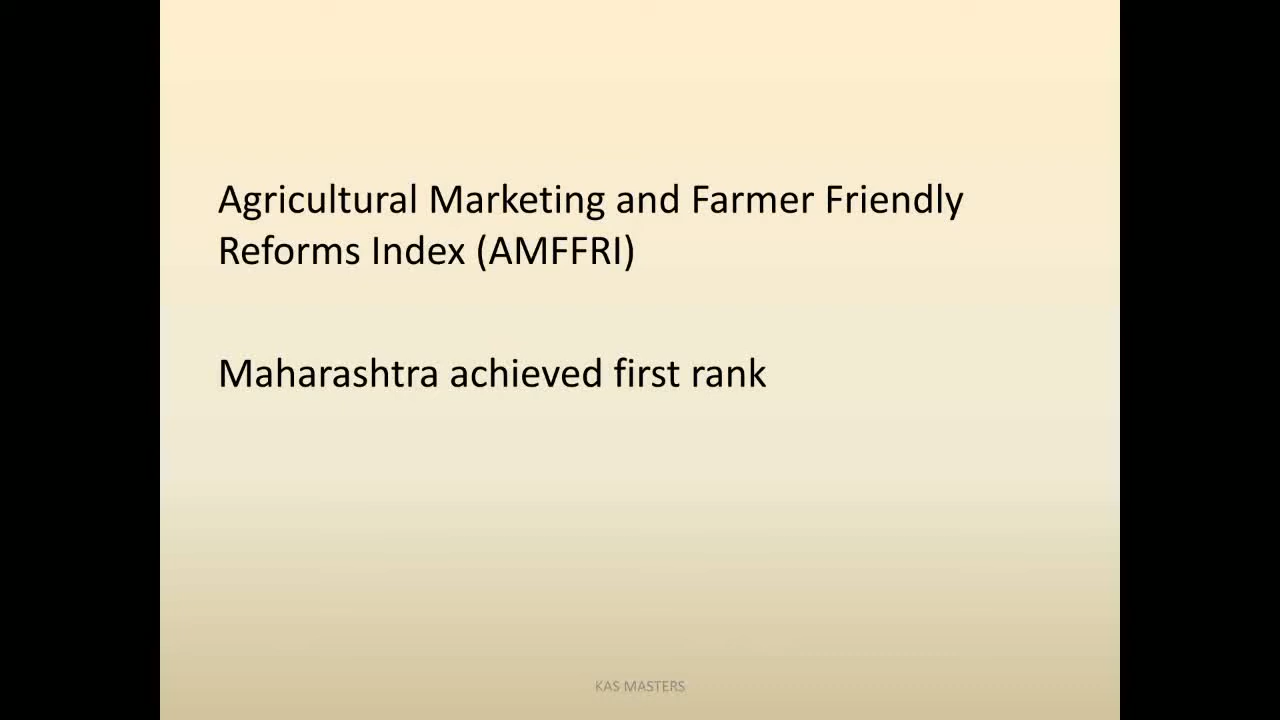 Agricultural Marketing and Farmer Friendly
Reforms Index (AMFFRI)
Maharashtra achieved first rank
KAS MASTERS